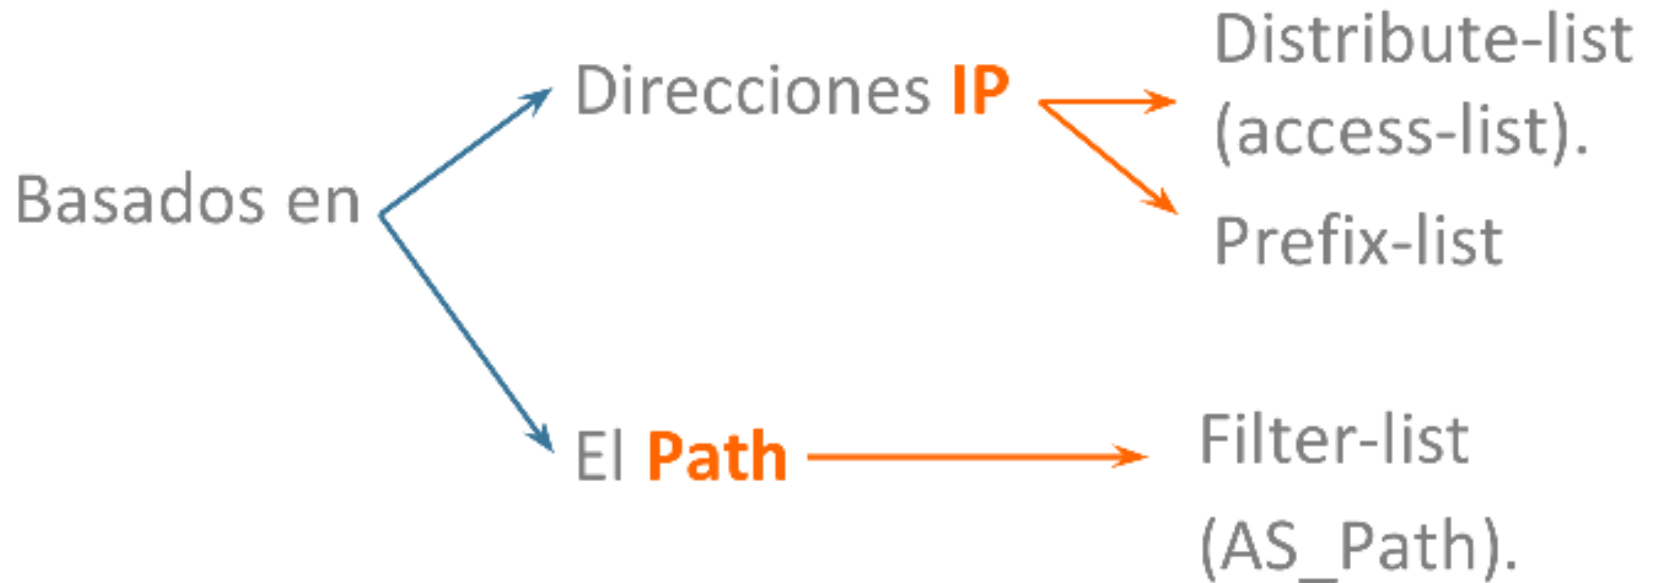 Basados en
Direcciones IP
Distribute-list
(access-list).
Prefix-list
El Path
Filter-list
(AS_Path).